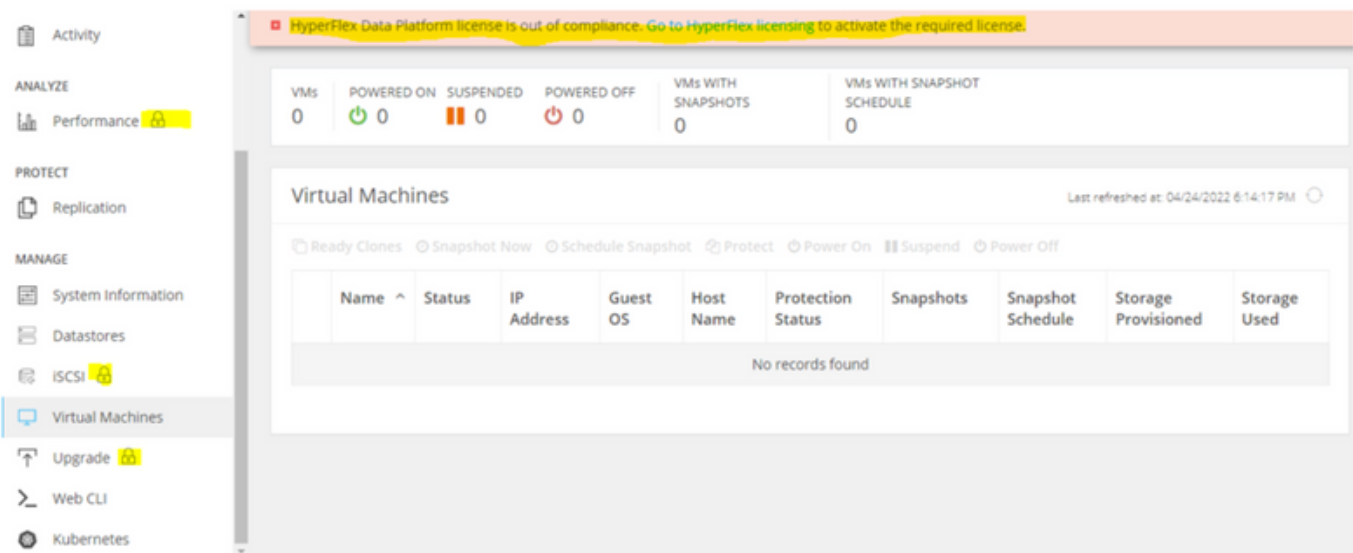 Activity
ANALYZE
Performance
PROTECT
Replication
MANAGE
System Information
Datastores
iSCSI
Virtual Machines
Upgrade
Web CLI
Kubernetes
HyperFlex Data Platform license is out of compliance. Go to HyperFlex licensing to activate the required license.
VMs POWERED ON SUSPENDED POWERED OFF VMs WITH SNAPSHOTS VMs WITH SNAPSHOT SCHEDULE
0 0 0 0 0 0
Virtual Machines Last refreshed at: 04/24/2022 6:14:17 PM
Ready Clones Snapshot Now Schedule Snapshot Protect Power On Suspend Power Off
Name Status IP Address Guest OS Host Name Protection Status Snapshots Snapshot Schedule Storage Provisioned Storage Used
No records found